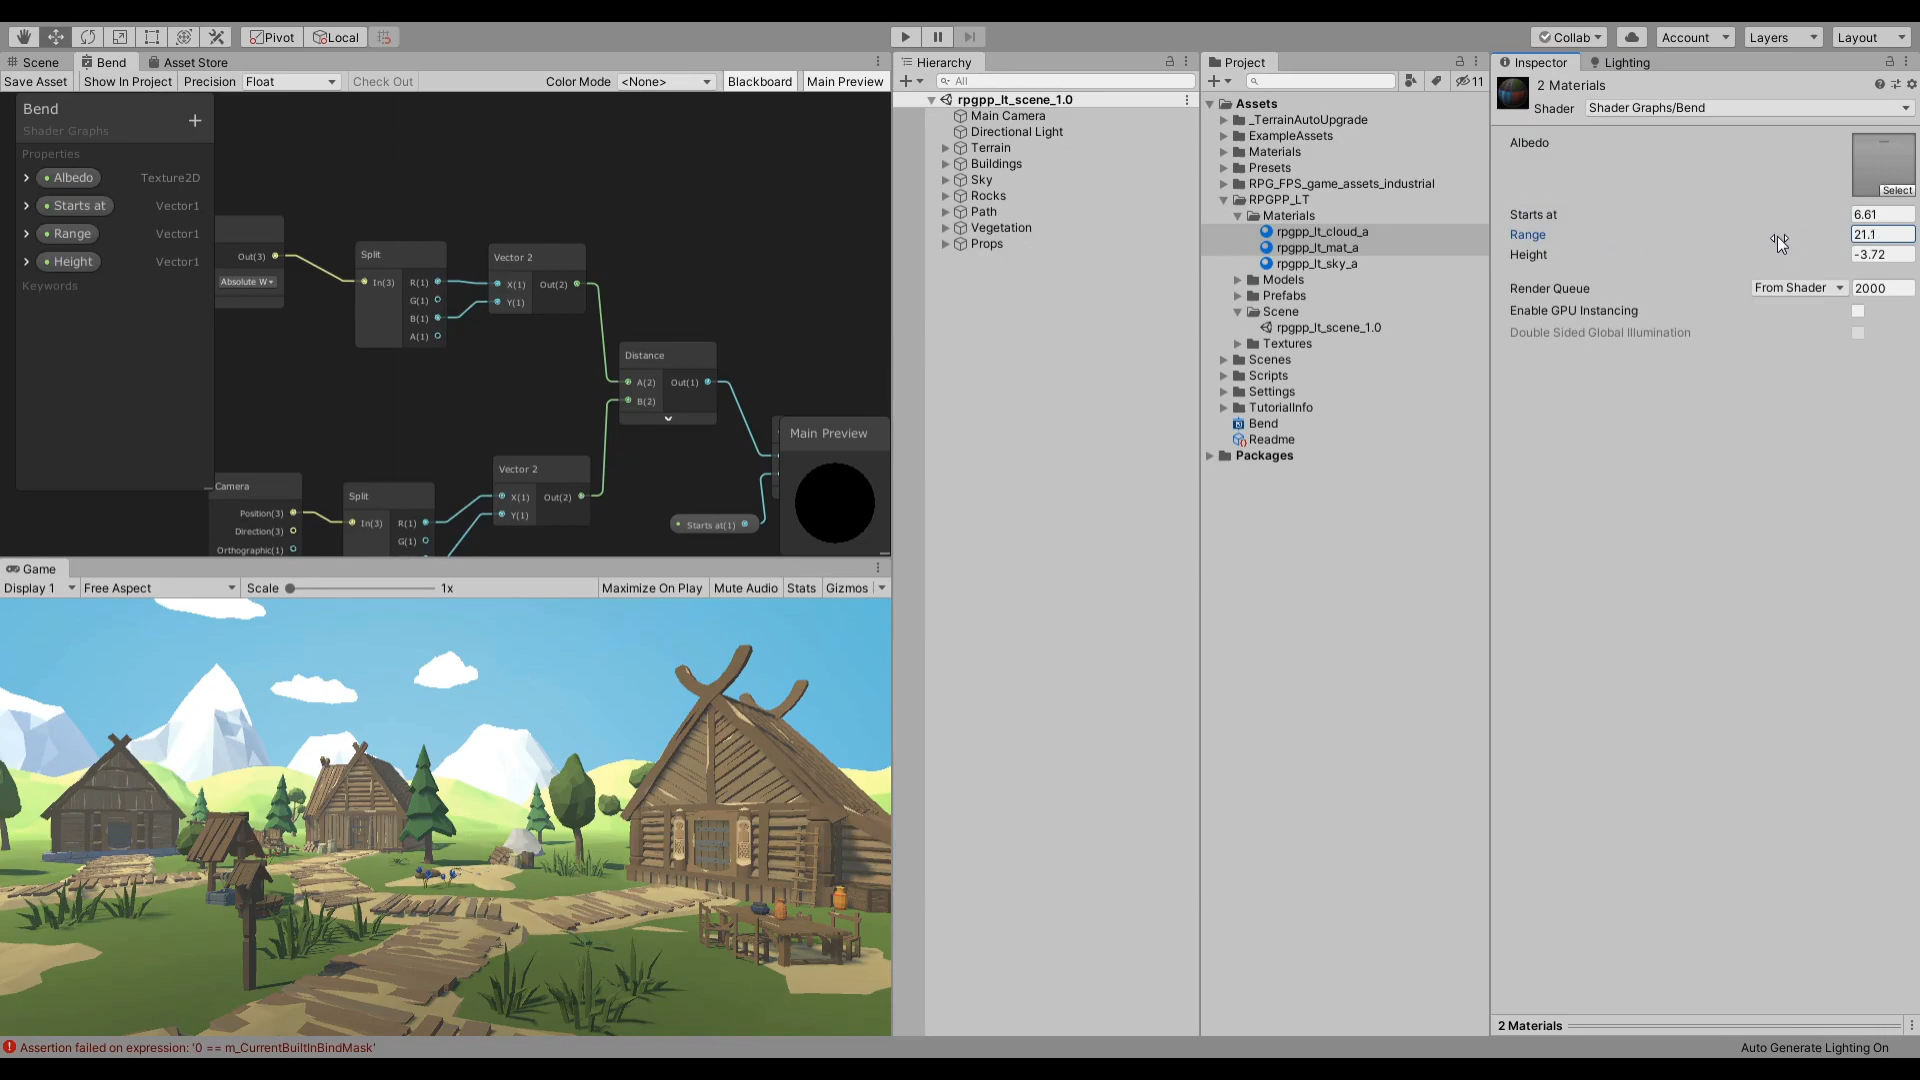 Pivot Local Collab Account Layers Layout
Scene Bend Asset Store
Save Asset Show In Project Precision Float Check Out Color Mode <None> Blackboard Main Preview
Bend
Shader Graphs
Properties
Albedo Texture2D
Starts at Vector1
Range Vector1
Height Vector1
Keywords
Out(3)
Absolute W
Split
In(3) R(1)
G(1)
B(1)
A(1)
Vector 2
X(1) Out(2)
Y(1)
Distance
A(2) Out(1)
B(2)
Camera
Position(3)
Direction(3)
Orthographic(1)
Split
In(3) R(1)
G(1)
Vector 2
X(1) Out(2)
Y(1)
Starts at(1)
Main Preview
Game
Display 1 Free Aspect Scale 1x Maximize On Play Mute Audio Stats Gizmos
Hierarchy
All
rpgpp_lt_scene_1.0
Main Camera
Directional Light
Terrain
Buildings
Sky
Rocks
Path
Vegetation
Props
Project
11
Assets
_TerrainAutoUpgrade
ExampleAssets
Materials
Presets
RPG_FPS_game_assets_industrial
RPGPP_LT
Materials
rpgpp_lt_cloud_a
rpgpp_lt_mat_a
rpgpp_lt_sky_a
Models
Prefabs
Scene
rpgpp_lt_scene_1.0
Textures
Scenes
Scripts
Settings
TutorialInfo
Bend
Readme
Packages
Inspector Lighting
2 Materials
Shader Shader Graphs/Bend
Albedo
Select
Starts at 6.61
Range 21.1
Height -3.72
Render Queue From Shader 2000
Enable GPU Instancing
Double Sided Global Illumination
2 Materials
Assertion failed on expression: '0 == m_CurrentBuiltInBindMask'
Auto Generate Lighting On